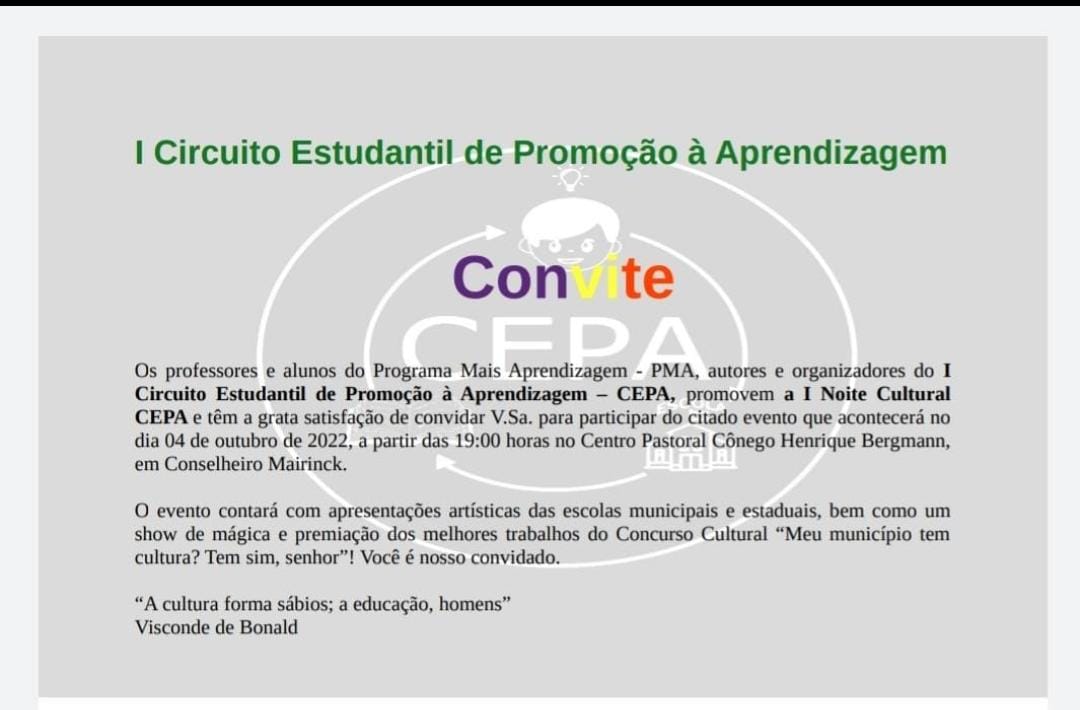 I Circuito Estudantil de Promoção à Aprendizagem
Convite
CEPA
Os professores e alunos do Programa Mais Aprendizagem - PMA, autores e organizadores do I
Circuito Estudantil de Promoção à Aprendizagem – CEPA, promovem a I Noite Cultural
CEPA e têm a grata satisfação de convidar V.Sa. para participar do citado evento que acontecerá no
dia 04 de outubro de 2022, a partir das 19:00 horas no Centro Pastoral Cônego Henrique Bergmann,
em Conselheiro Mairinck.
O evento contará com apresentações artísticas das escolas municipais e estaduais, bem como um
show de mágica e premiação dos melhores trabalhos do Concurso Cultural “Meu município tem
cultura? Tem sim, senhor”! Você é nosso convidado.
“A cultura forma sábios; a educação, homens”
Visconde de Bonald